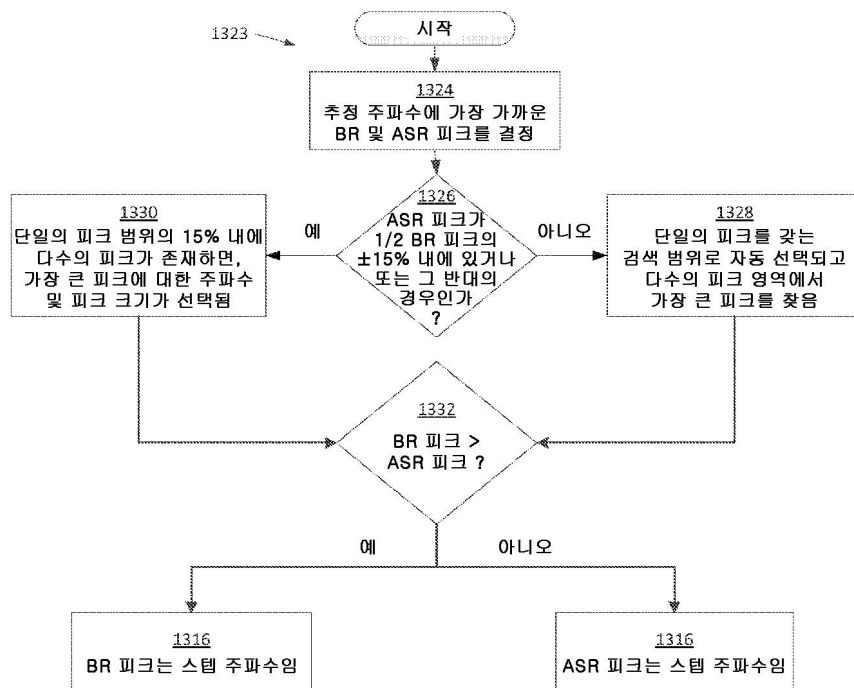 시작
1323
1324
추정 주파수에 가장 가까운
BR 및 ASR 피크를 결정
1326
ASR 피크가
1/2 BR 피크의
±15% 내에 있거나
또는 그 반대의
경우인가
?
예
아니오
1330
단일의 피크 범위의 15% 내에
다수의 피크가 존재하면,
가장 큰 피크에 대한 주파수
및 피크 크기가 선택됨
1328
단일의 피크를 갖는
검색 범위로 자동 선택되고
다수의 피크 영역에서
가장 큰 피크를 찾음
1332
BR 피크 >
ASR 피크 ?
예
아니오
1316
BR 피크는 스텝 주파수임
1316
ASR 피크는 스텝 주파수임